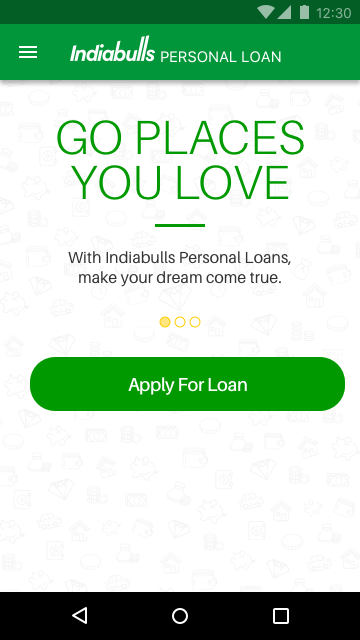 12:30
Indiabulls PERSONAL LOAN
GO PLACES
YOU LOVE
With Indiabulls Personal Loans,
make your dream come true.
Apply For Loan